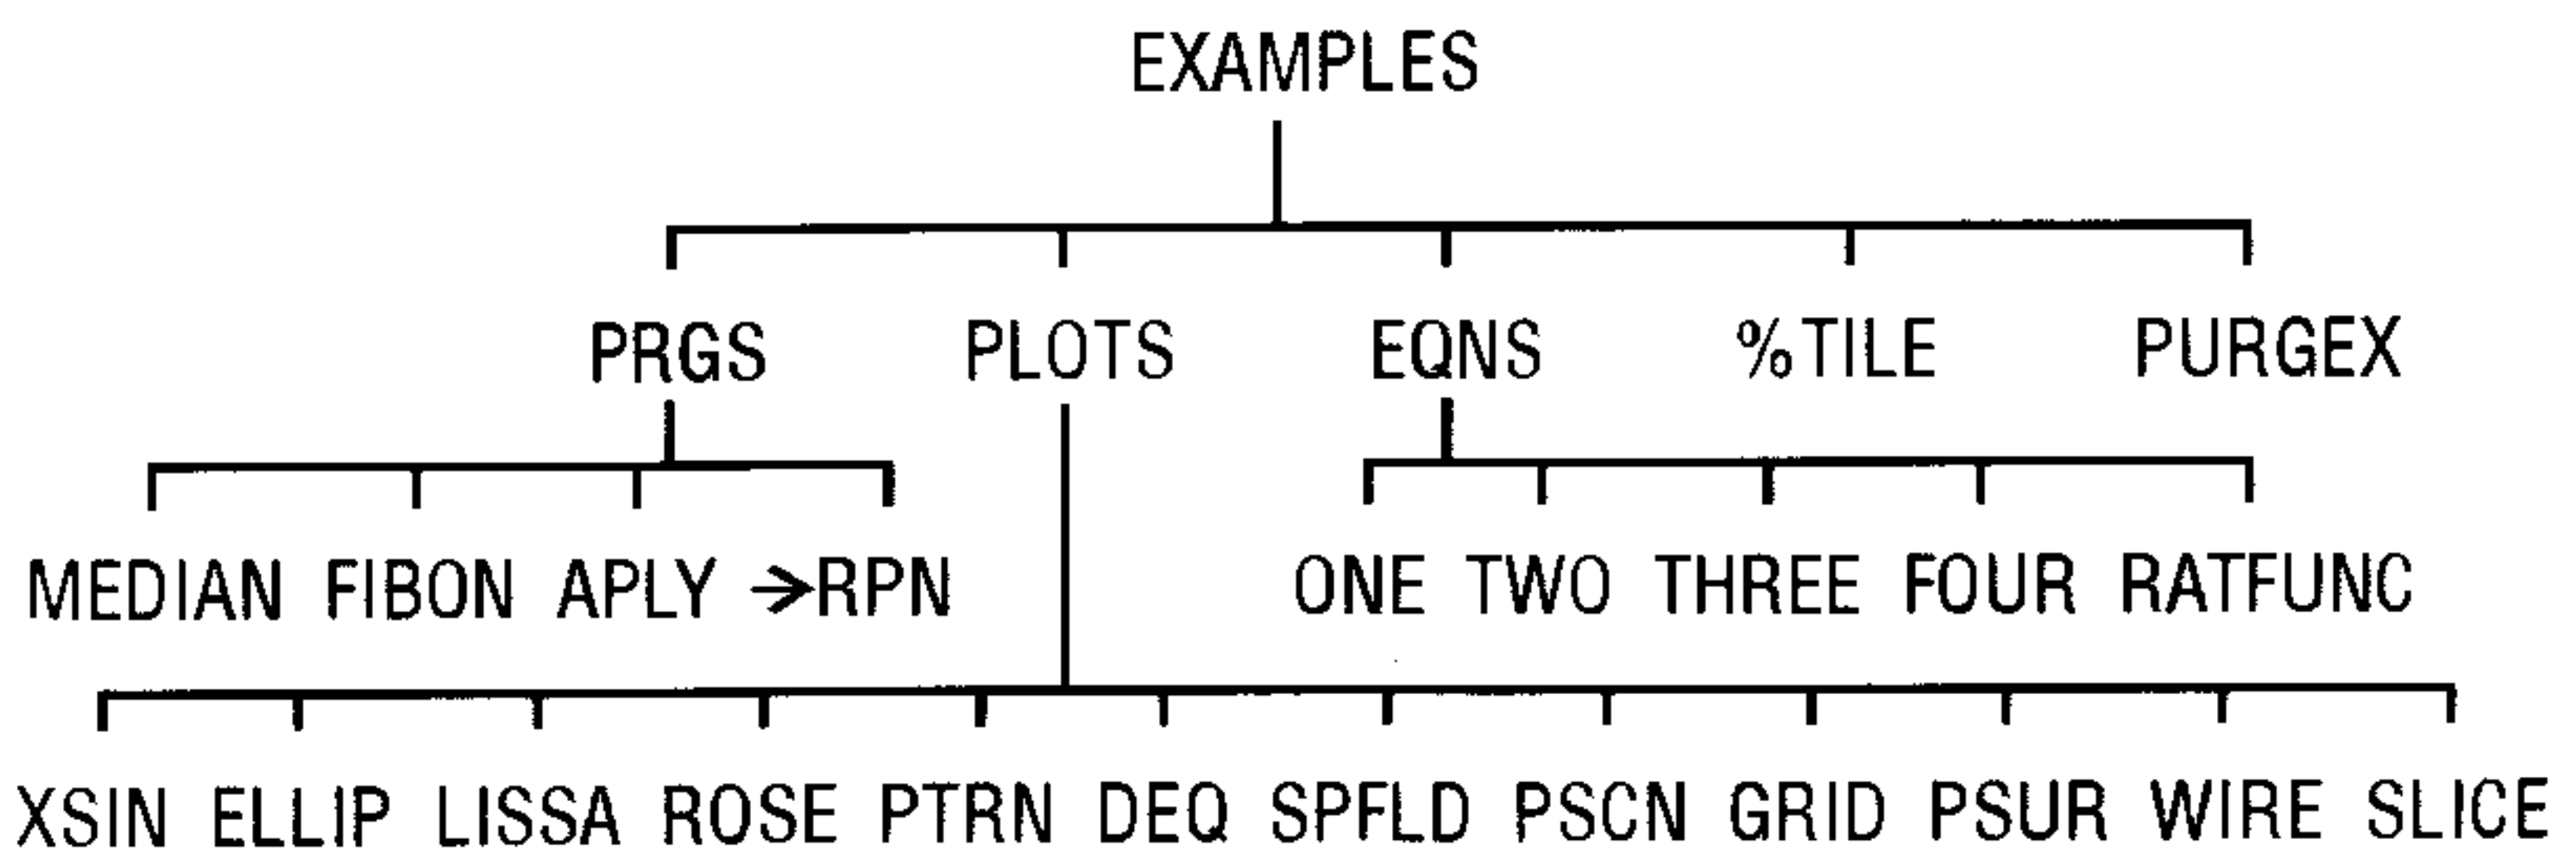 EXAMPLES
PRGS PLOTS EQNS %TILE PURGEX
MEDIAN FIBON APLY →RPN ONE TWO THREE FOUR RATFUNC
XSIN ELLIP LISSA ROSE PTRN DEQ SPFLD PSCN GRID PSUR WIRE SLICE